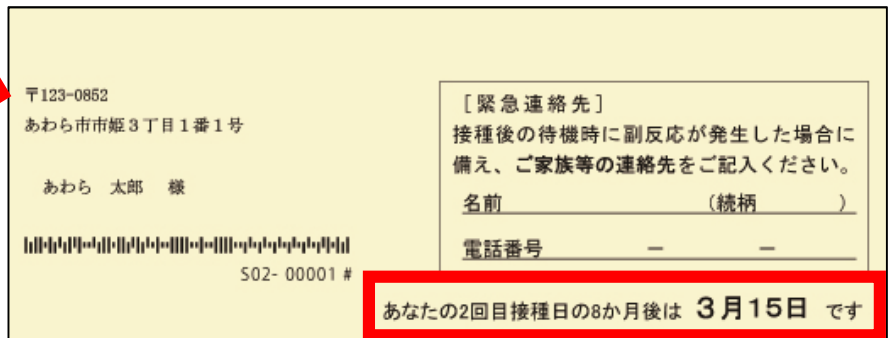 〒123-0852
あわら市市姫3丁目1番1号
あわら 太郎 様
S02- 00001 #
[緊急連絡先]
接種後の待機時に副反応が発生した場合に
備え、ご家族等の連絡先をご記入ください。
名前 (続柄 )
電話番号 － －
あなたの2回目接種日の8か月後は 3月15日 です